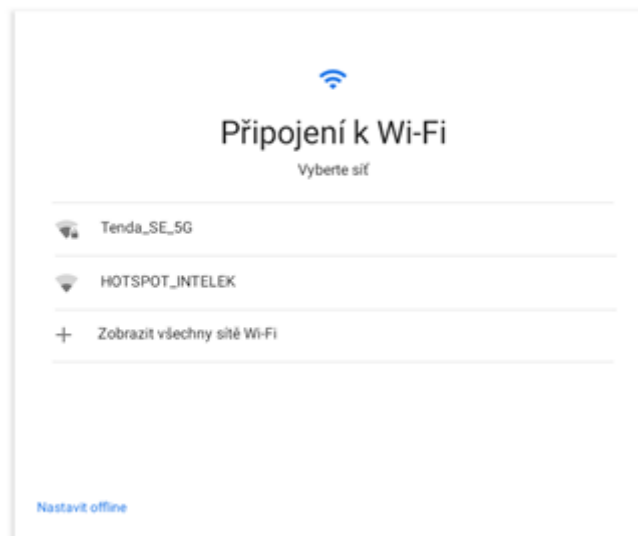 Připojení k Wi-Fi
Vyberte síť
Tenda_SE_5G
HOTSPOT_INTELEK
Zobrazit všechny sítě Wi-Fi
Nastavit offline